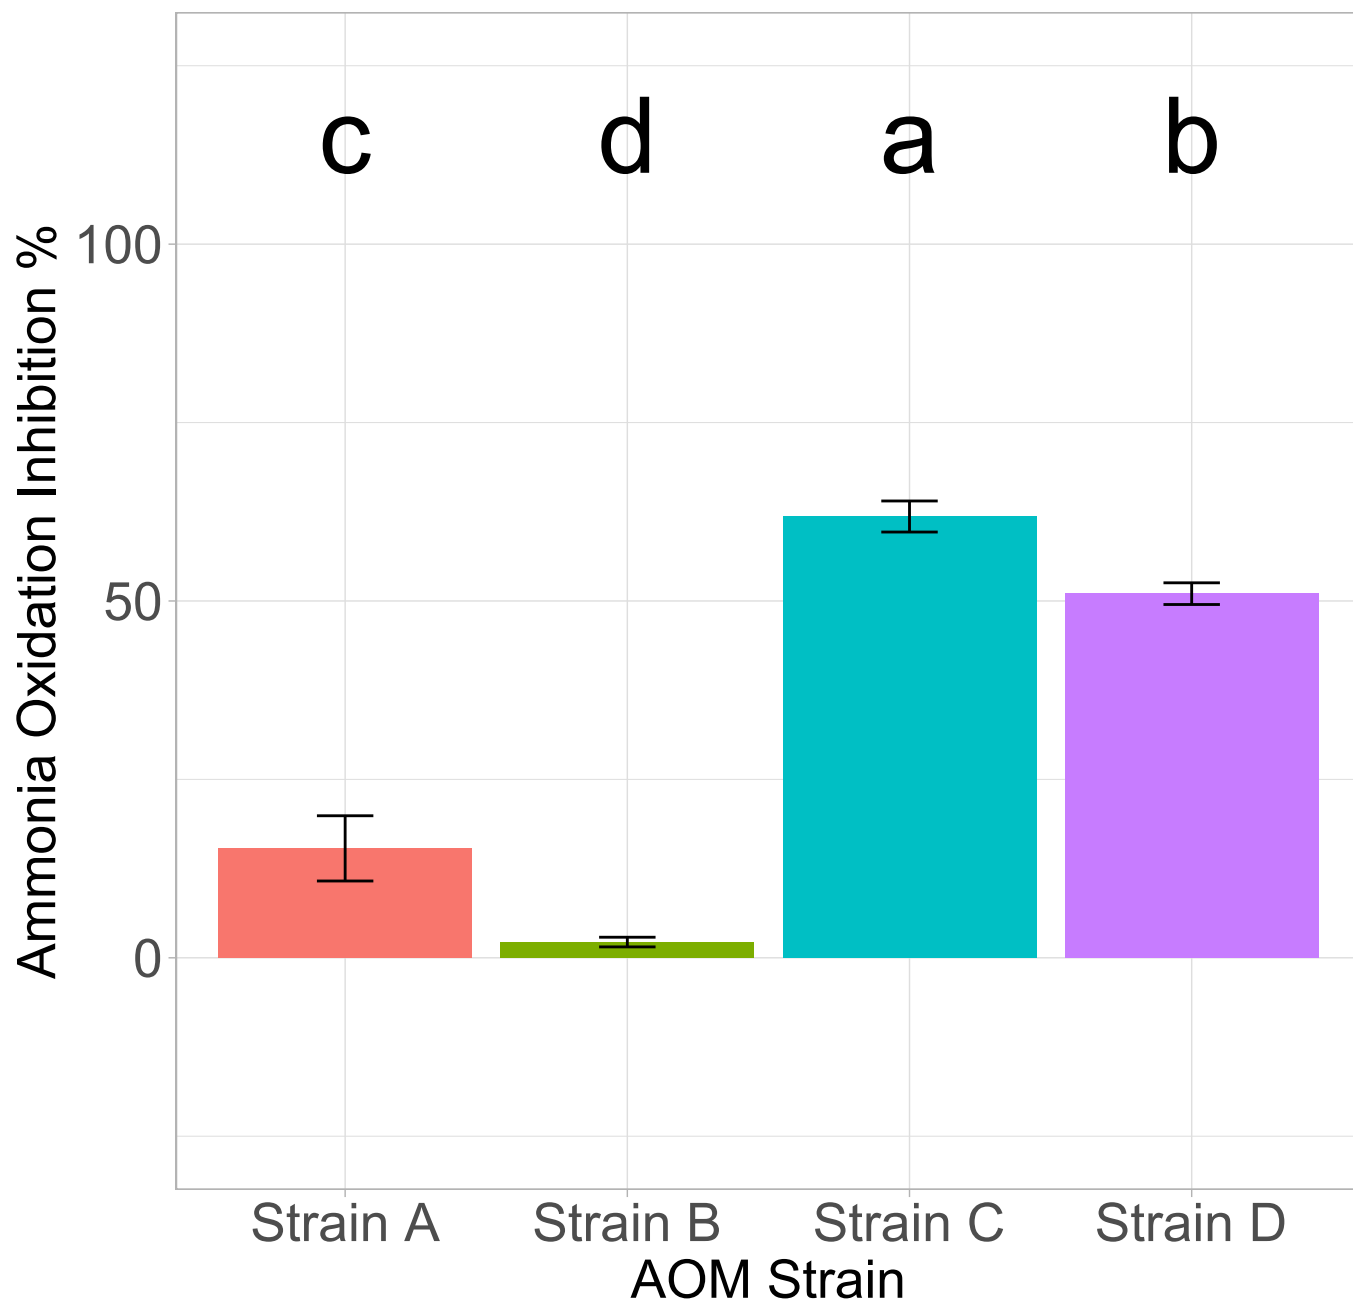 c d a b
Ammonia Oxidation Inhibition %
100
50
0
Strain A Strain B Strain C Strain D
AOM Strain